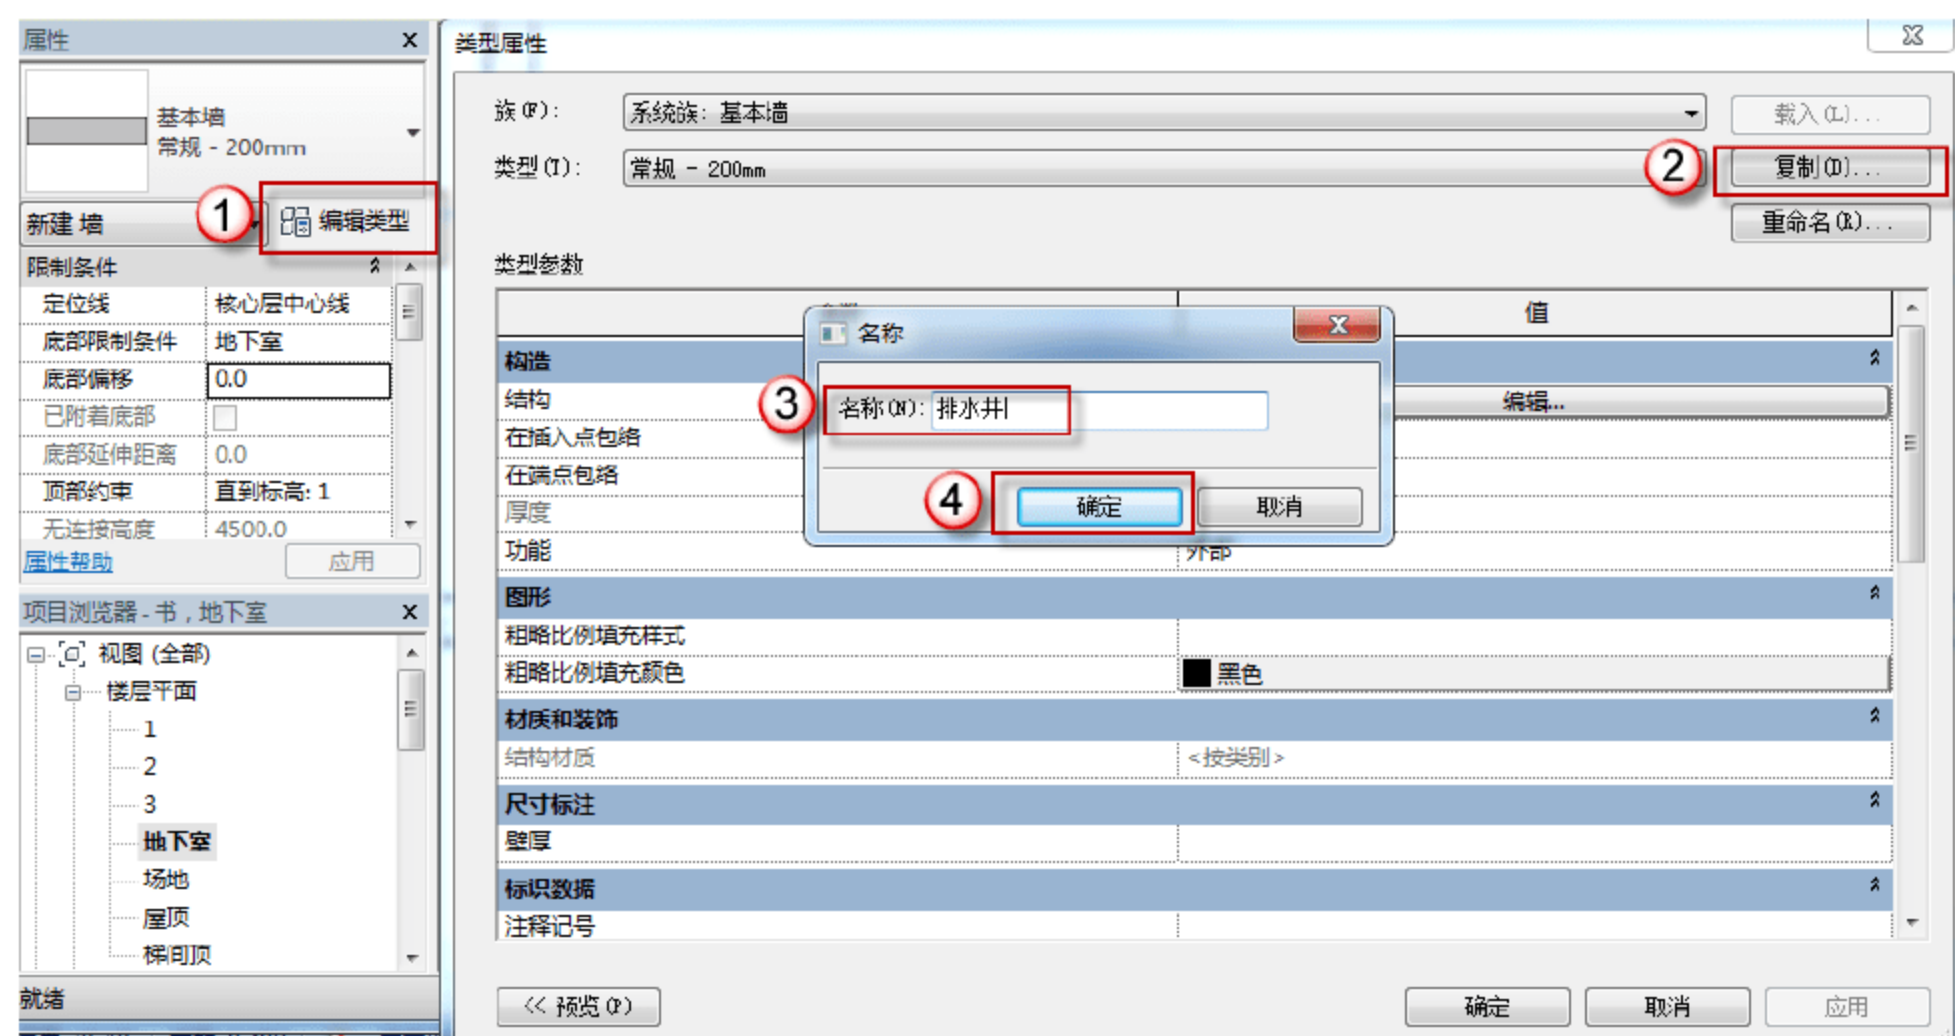 属性
基本墙
常规 - 200mm
新建 墙
1
编辑类型
限制条件
定位线 核心层中心线
底部限制条件 地下室
底部偏移 0.0
已附着底部
底部延伸距离 0.0
顶部约束 直到标高: 1
无连接高度 4500.0
属性帮助 应用
项目浏览器 - 书，地下室
视图 (全部)
楼层平面
1
2
3
地下室
场地
屋顶
梯间顶
就绪
类型属性
族(F): 系统族: 基本墙 载入(L)...
类型(T): 常规 - 200mm 2 复制(D)...
重命名(R)...
类型参数
值
构造
结构 编辑...
在插入点包络
在端点包络
厚度
功能 外部
名称
3 名称(N): 排水井
4 确定 取消
图形
粗略比例填充样式
粗略比例填充颜色 黑色
材质和装饰
结构材质 <按类别>
尺寸标注
壁厚
标识数据
注释记号
<< 预览(P) 确定 取消 应用